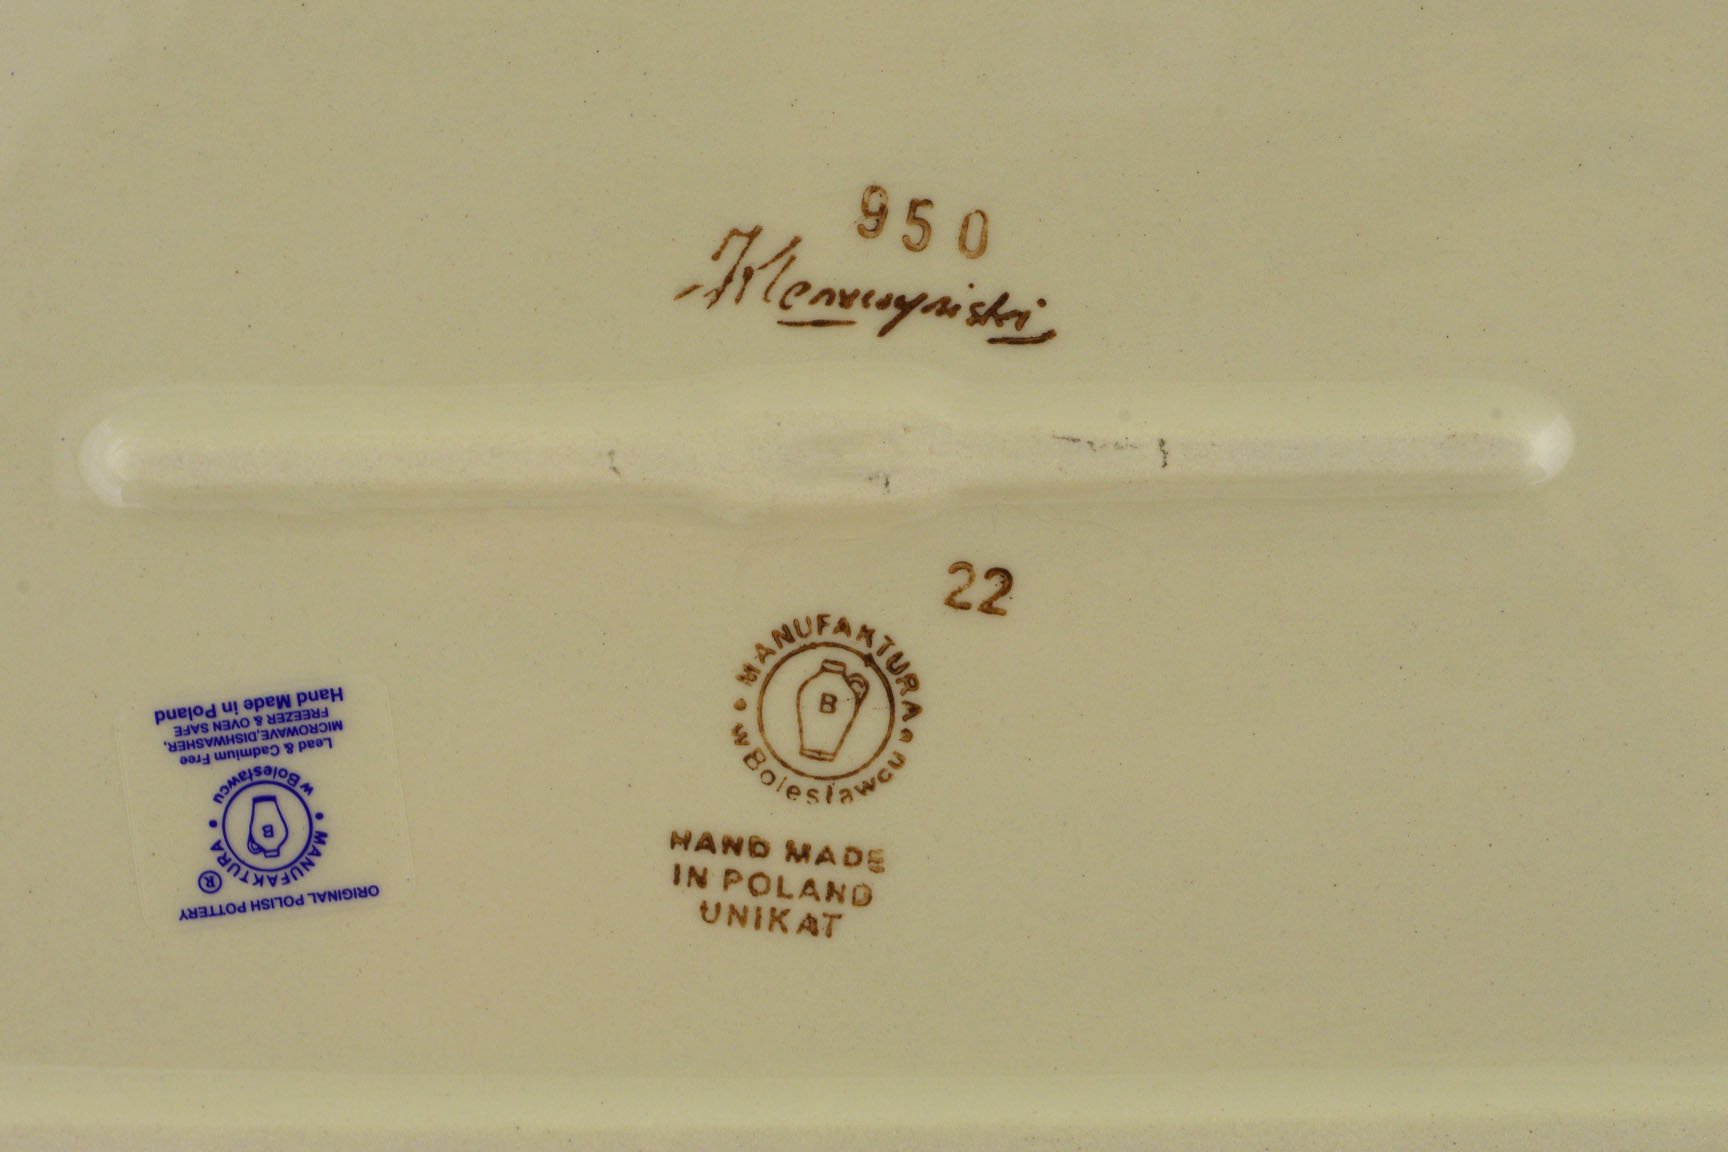 950
22
MANUFAKTURA
w Bolesławcu
B
HAND MADE
IN POLAND
UNIKAT
ORIGINAL POLISH POTTERY
®
MANUFAKTURA
w Bolesławcu
B
Lead & Cadmium Free
MICROWAVE,DISHWASHER,
FREEZER & OVEN SAFE
Hand Made in Poland